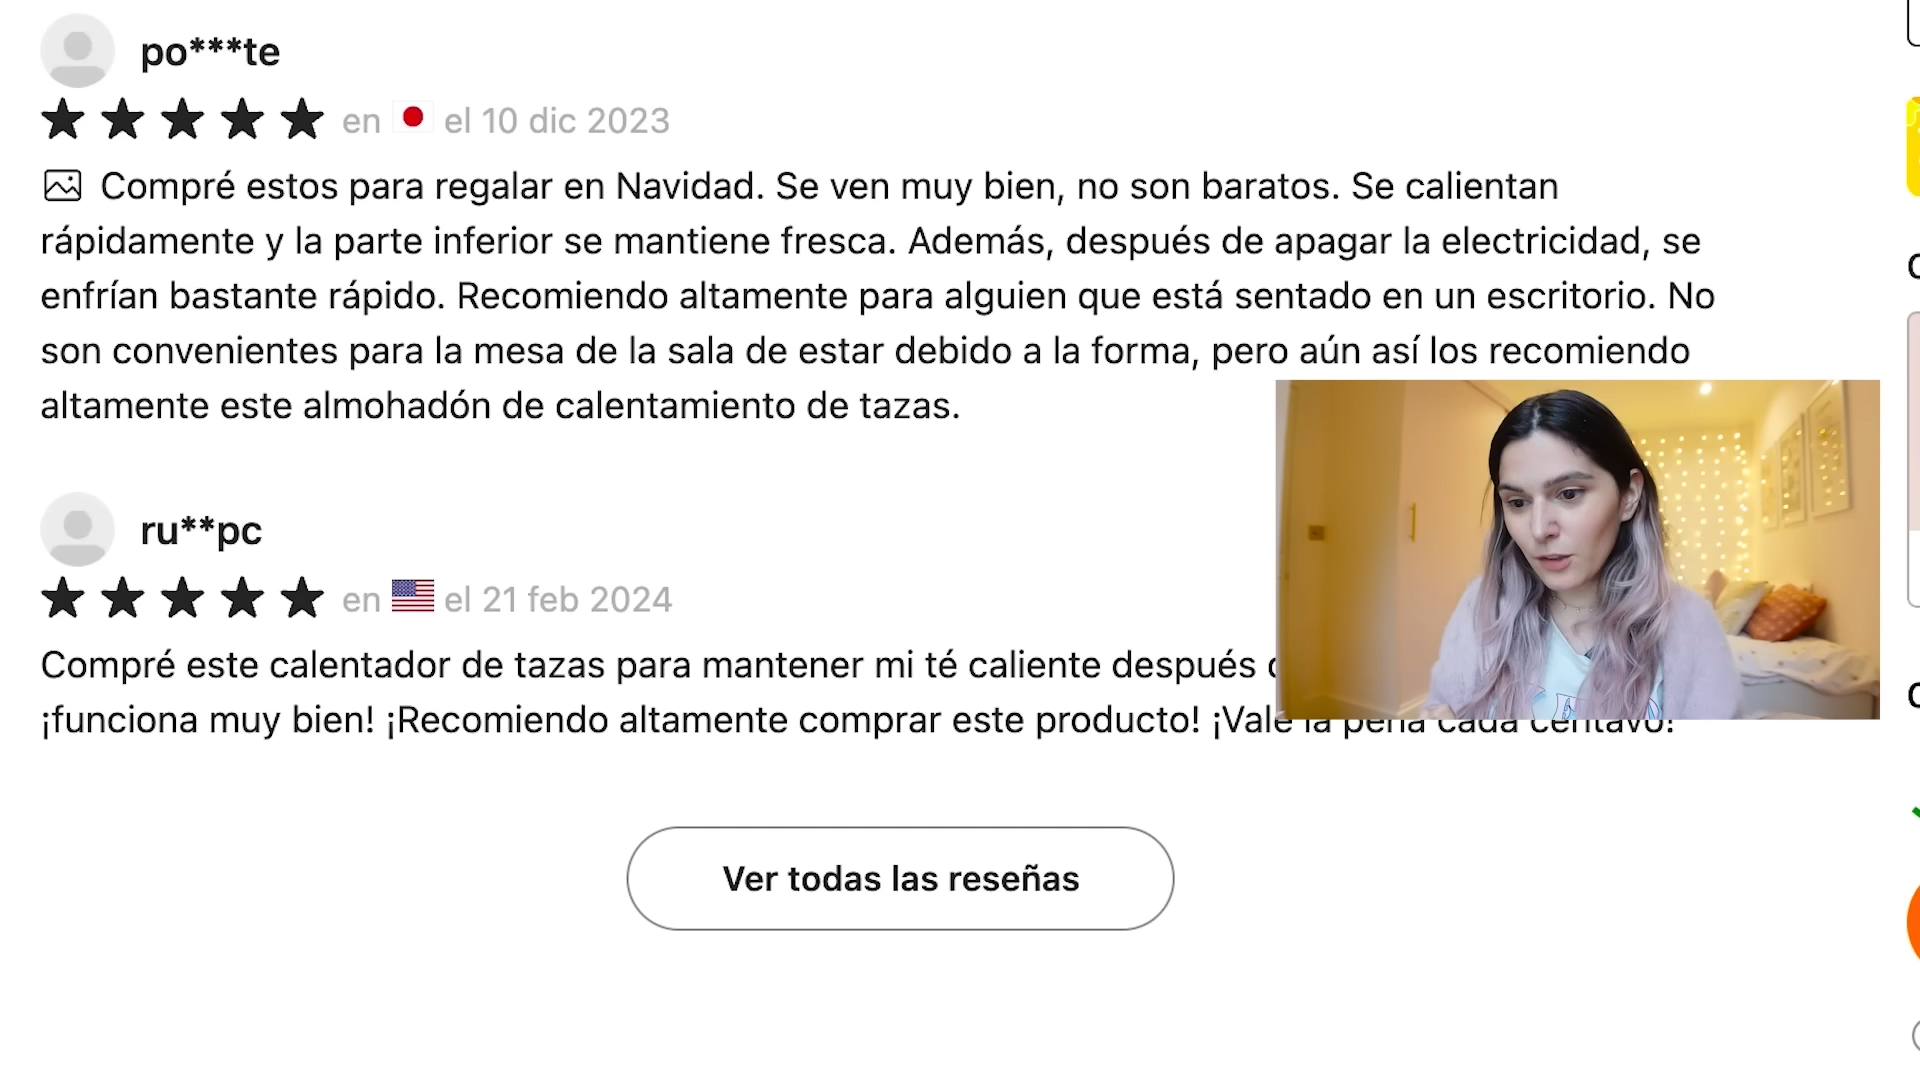 po***te
en el 10 dic 2023
Compré estos para regalar en Navidad. Se ven muy bien, no son baratos. Se calientan
rápidamente y la parte inferior se mantiene fresca. Además, después de apagar la electricidad, se
enfrían bastante rápido. Recomiendo altamente para alguien que está sentado en un escritorio. No
son convenientes para la mesa de la sala de estar debido a la forma, pero aún así los recomiendo
altamente este almohadón de calentamiento de tazas.
ru**pc
en el 21 feb 2024
Compré este calentador de tazas para mantener mi té caliente después
¡funciona muy bien! ¡Recomiendo altamente comprar este producto! ¡Vale la pena cada centavo!
Ver todas las reseñas